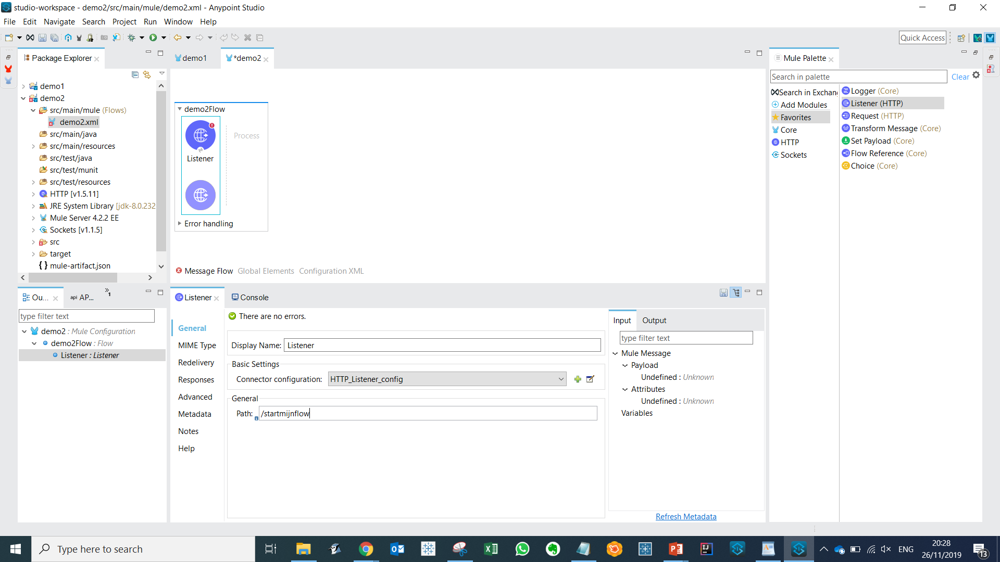 studio-workspace - demo2/src/main/mule/demo2.xml - Anypoint Studio
File Edit Navigate Search Project Run Window Help
Quick Access
Package Explorer
demo1
demo2
src/main/mule (Flows)
demo2.xml
src/main/java
src/main/resources
src/test/java
src/test/munit
src/test/resources
HTTP [v1.5.11]
JRE System Library [jdk-8.0.232
Mule Server 4.2.2 EE
Sockets [v1.1.5]
src
target
mule-artifact.json
demo1
*demo2
demo2Flow
Listener
Process
Error handling
Message Flow Global Elements Configuration XML
Mule Palette
Search in palette
Clear
Search in Exchan
Add Modules
Favorites
Core
HTTP
Sockets
Logger (Core)
Listener (HTTP)
Request (HTTP)
Transform Message (Core)
Set Payload (Core)
Flow Reference (Core)
Choice (Core)
Ou...
api AP...
1
type filter text
demo2 : Mule Configuration
demo2Flow : Flow
Listener : Listener
Listener
Console
There are no errors.
General
MIME Type
Redelivery
Responses
Advanced
Metadata
Notes
Help
Display Name: Listener
Basic Settings
Connector configuration: HTTP_Listener_config
General
Path: /startmijnflow
Input Output
type filter text
Mule Message
Payload
Undefined : Unknown
Attributes
Undefined : Unknown
Variables
Refresh Metadata
Type here to search
ENG
20:28
26/11/2019
13